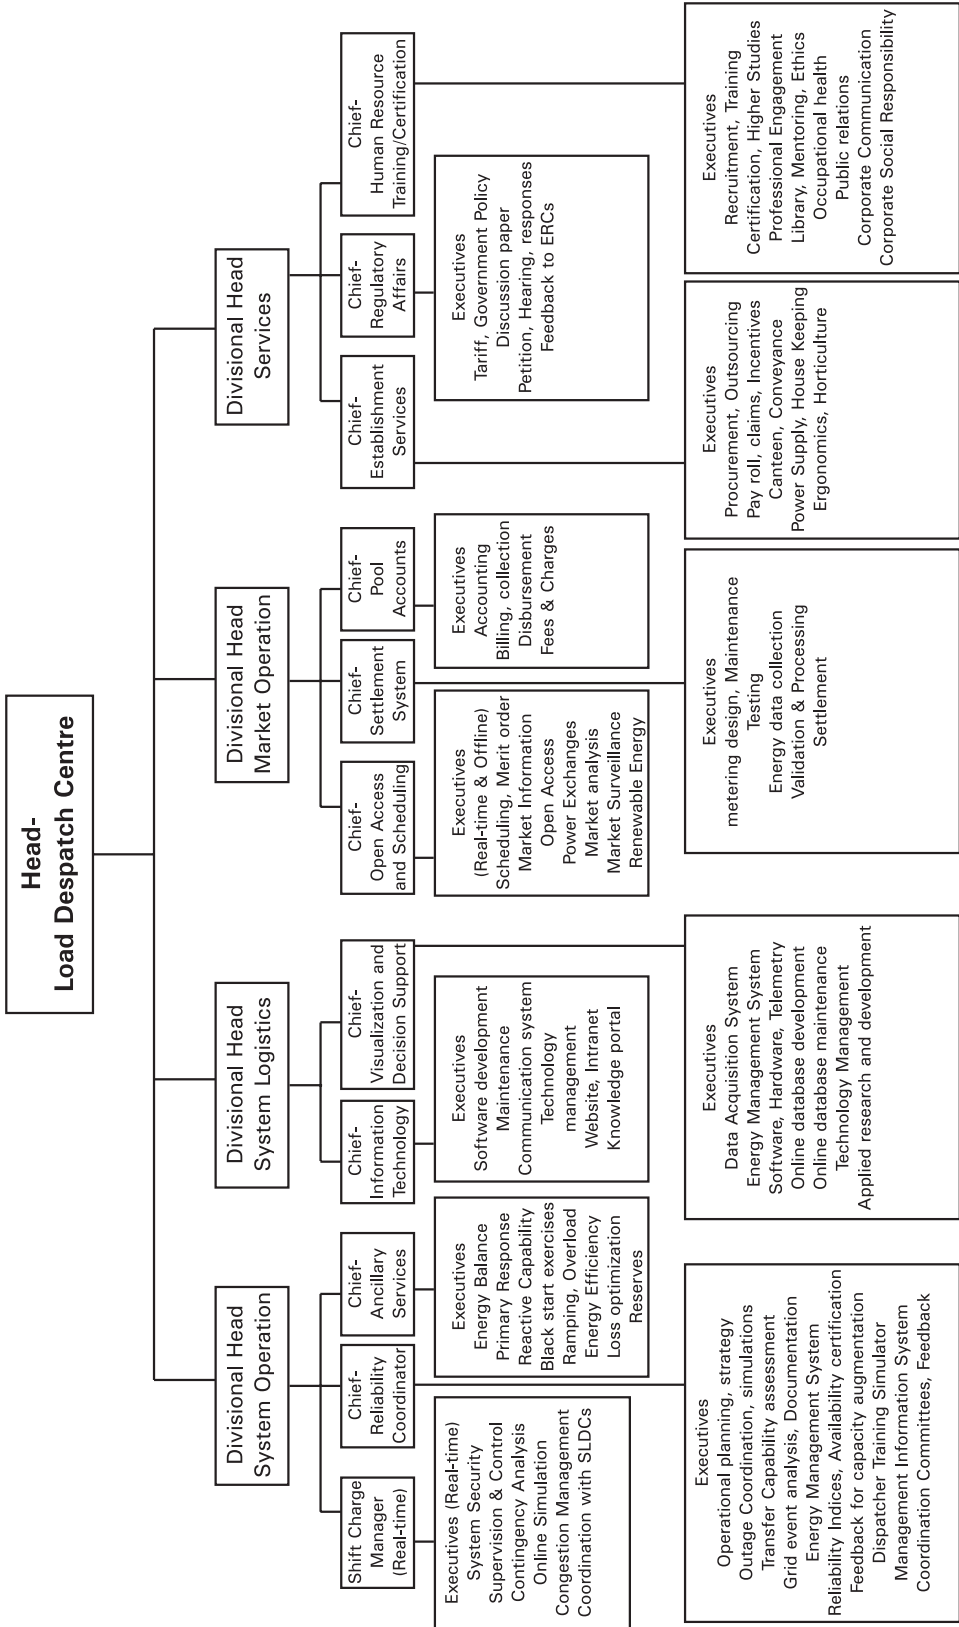 Head-
Load Despatch Centre
Divisional Head
System Operation
Divisional Head
System Logistics
Divisional Head
Market Operation
Divisional Head
Services
Shift Charge
Manager
(Real-time)
Chief-
Reliability
Coordinator
Chief-
Ancillary
Services
Chief-
Information
Technology
Chief-
Visualization and
Decision Support
Chief-
Open Access
and Scheduling
Chief-
Settlement
System
Chief-
Pool
Accounts
Chief-
Establishment
Services
Chief-
Regulatory
Affairs
Chief-
Human Resource
Training/Certification
Executives (Real-time)
System Security
Supervision & Control
Contingency Analysis
Online Simulation
Congestion Management
Coordination with SLDCs
Executives
Energy Balance
Primary Response
Reactive Capability
Black start exercises
Ramping, Overload
Energy Efficiency
Loss optimization
Reserves
Executives
Software development
Maintenance
Communication system
Technology
management
Website, Intranet
Knowledge portal
Executives
(Real-time & Offline)
Scheduling, Merit order
Market Information
Open Access
Power Exchanges
Market analysis
Market Surveillance
Renewable Energy
Executives
Accounting
Billing, collection
Disbursement
Fees & Charges
Executives
Tariff, Government Policy
Discussion paper
Petition, Hearing, responses
Feedback to ERCs
Executives
Operational planning, strategy
Outage Coordination, simulations
Transfer Capability assessment
Grid event analysis, Documentation
Energy Management System
Reliability Indices, Availability certification
Feedback for capacity augmentation
Dispatcher Training Simulator
Management Information System
Coordination Committees, Feedback
Executives
Data Acquisition System
Energy Management System
Software, Hardware, Telemetry
Online database development
Online database maintenance
Technology Management
Applied research and development
Executives
metering design, Maintenance
Testing
Energy data collection
Validation & Processing
Settlement
Executives
Procurement, Outsourcing
Pay roll, claims, Incentives
Canteen, Conveyance
Power Supply, House Keeping
Ergonomics, Horticulture
Executives
Recruitment, Training
Certification, Higher Studies
Professional Engagement
Library, Mentoring, Ethics
Occupational health
Public relations
Corporate Communication
Corporate Social Responsibility